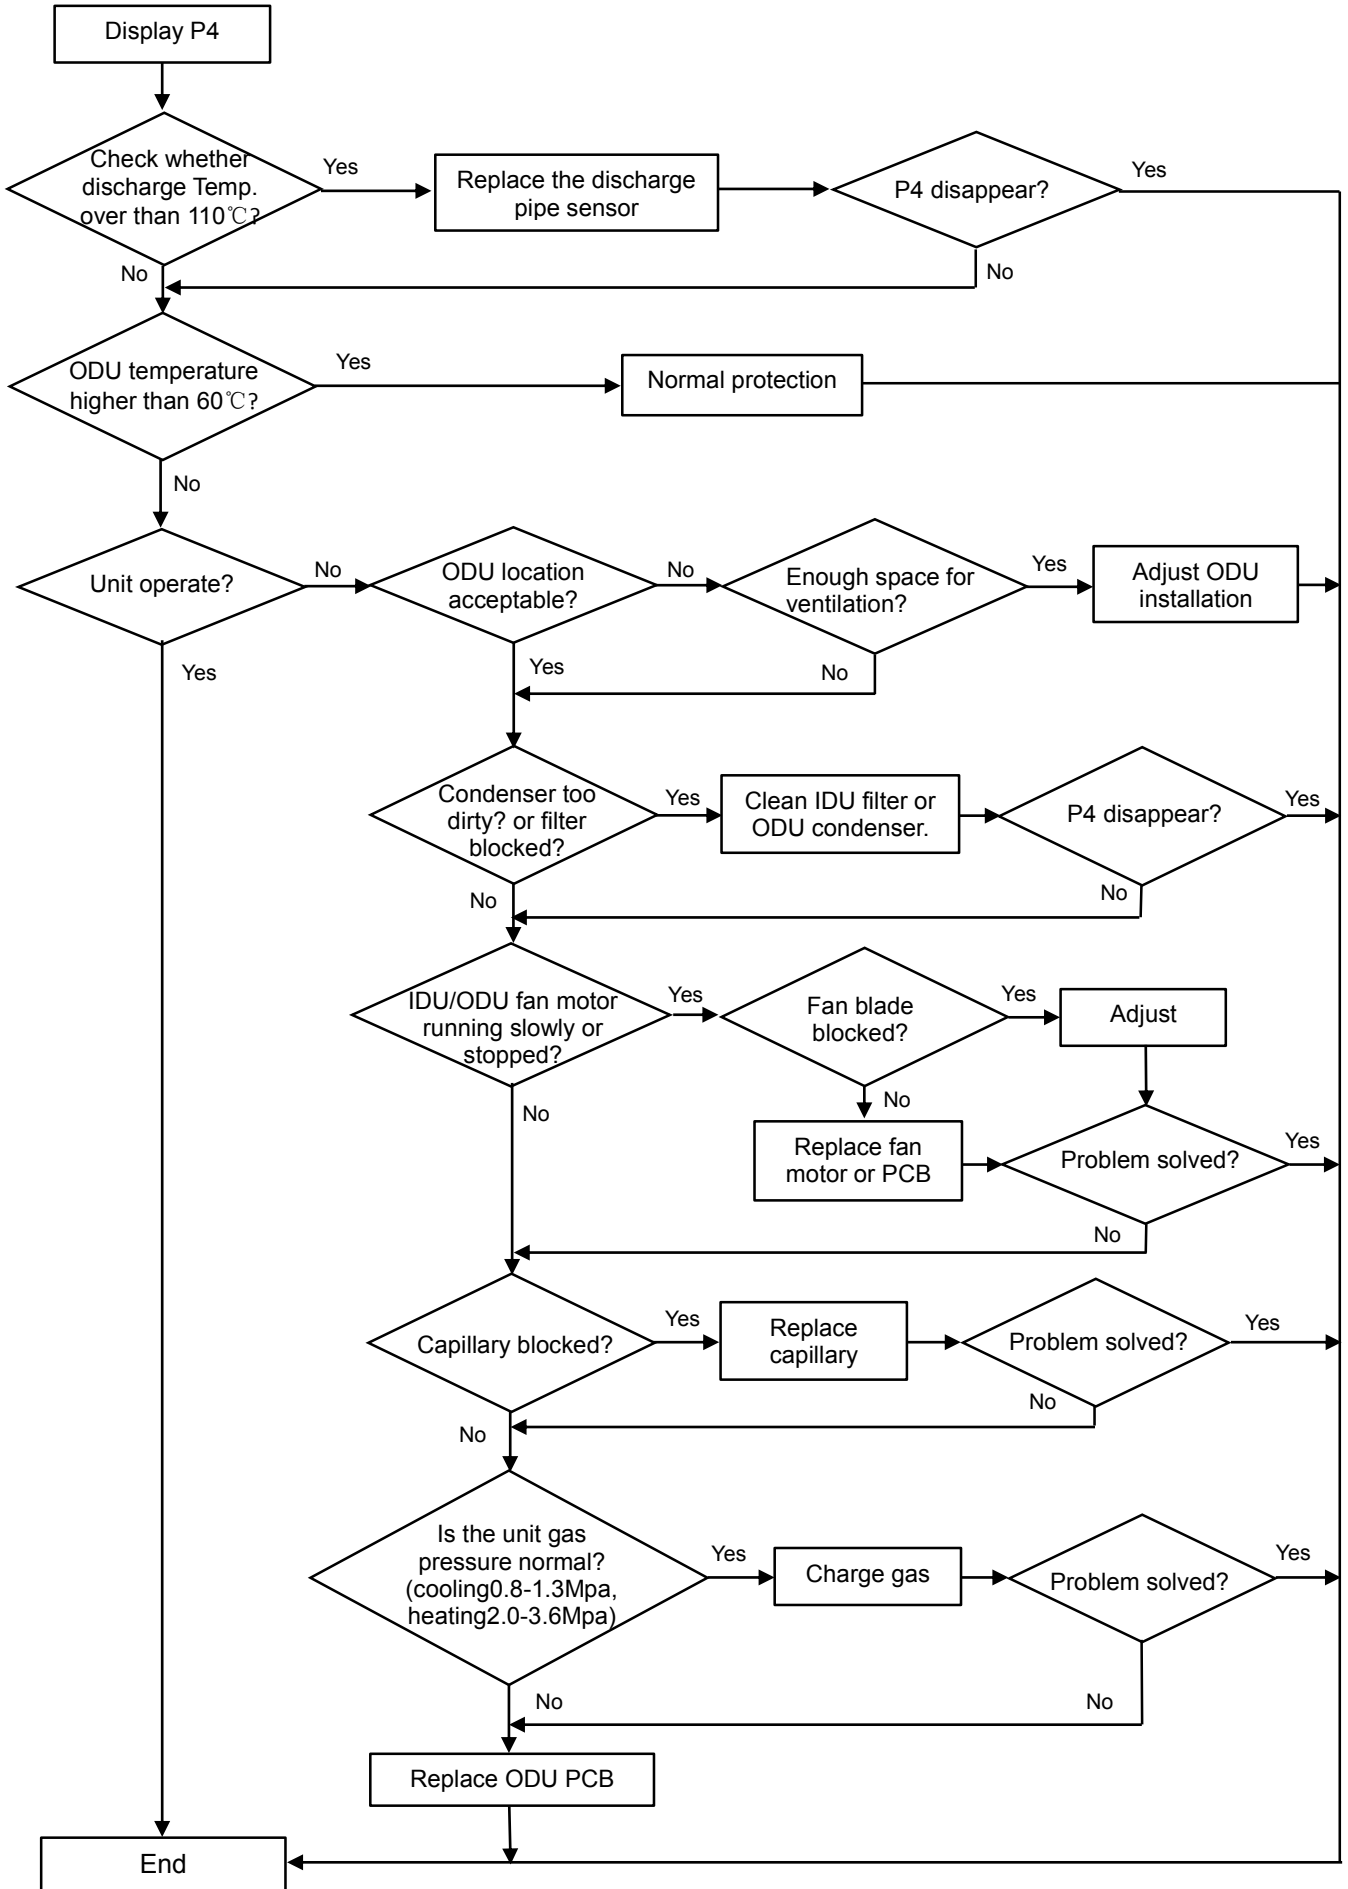 Display P4
Check whether
discharge Temp.
over than 110℃?
Yes
Replace the discharge
pipe sensor
P4 disappear?
Yes
No
No
ODU temperature
higher than 60℃?
Yes
Normal protection
No
Unit operate?
No
ODU location
acceptable?
No
Enough space for
ventilation?
Yes
Adjust ODU
installation
Yes
Yes
No
Condenser too
dirty? or filter
blocked?
Yes
Clean IDU filter or
ODU condenser.
P4 disappear?
Yes
No
No
IDU/ODU fan motor
running slowly or
stopped?
Yes
Fan blade
blocked?
Yes
Adjust
No
No
Replace fan
motor or PCB
Problem solved?
Yes
No
Capillary blocked?
Yes
Replace
capillary
Problem solved?
Yes
No
No
Is the unit gas
pressure normal?
(cooling0.8-1.3Mpa,
heating2.0-3.6Mpa)
Yes
Charge gas
Problem solved?
Yes
No
No
Replace ODU PCB
End